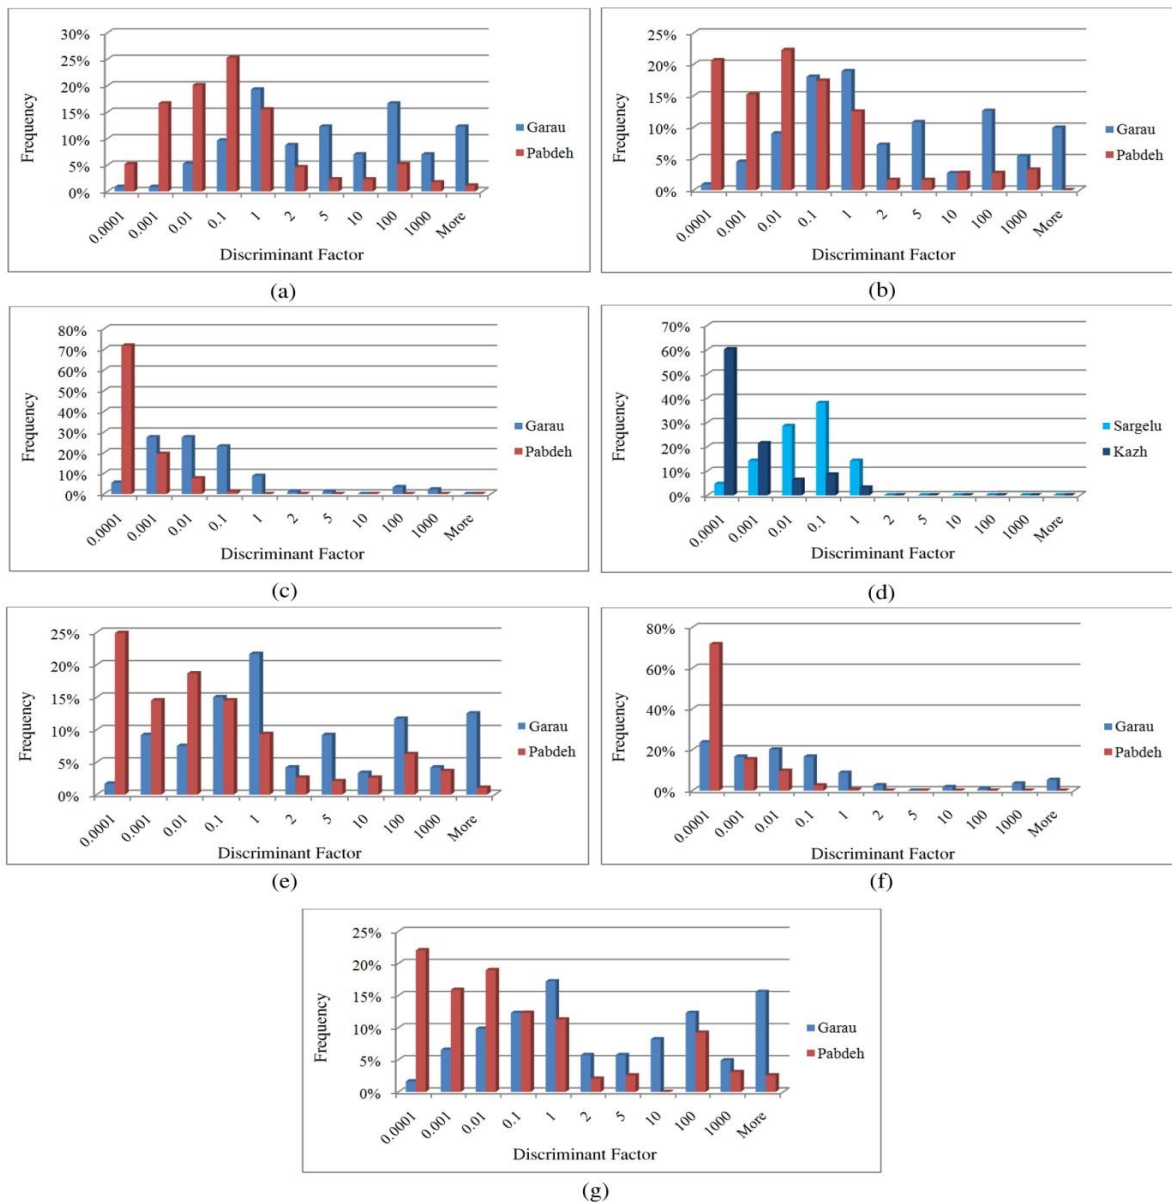 30%
25%
20%
15%
10%
5%
0%
Frequency
0.0001 0.001 0.01 0.1 1 2 5 10 100 1000 More
Discriminant Factor
Garau
Pabdeh
(a)
25%
20%
15%
10%
5%
0%
Frequency
0.0001 0.001 0.01 0.1 1 2 5 10 100 1000 More
Discriminant Factor
Garau
Pabdeh
(b)
80%
70%
60%
50%
40%
30%
20%
10%
0%
Frequency
0.0001 0.001 0.01 0.1 1 2 5 10 100 1000 More
Discriminant Factor
Garau
Pabdeh
(c)
70%
60%
50%
40%
30%
20%
10%
0%
Frequency
0.0001 0.001 0.01 0.1 1 2 5 10 100 1000 More
Discriminant Factor
Sargelu
Kazh
(d)
25%
20%
15%
10%
5%
0%
Frequency
0.0001 0.001 0.01 0.1 1 2 5 10 100 1000 More
Discriminant Factor
Garau
Pabdeh
(e)
80%
60%
40%
20%
0%
Frequency
0.0001 0.001 0.01 0.1 1 2 5 10 100 1000 More
Discriminant Factor
Garau
Pabdeh
(f)
25%
20%
15%
10%
5%
0%
Frequency
0.0001 0.001 0.01 0.1 1 2 5 10 100 1000 More
Discriminant Factor
Garau
Pabdeh
(g)